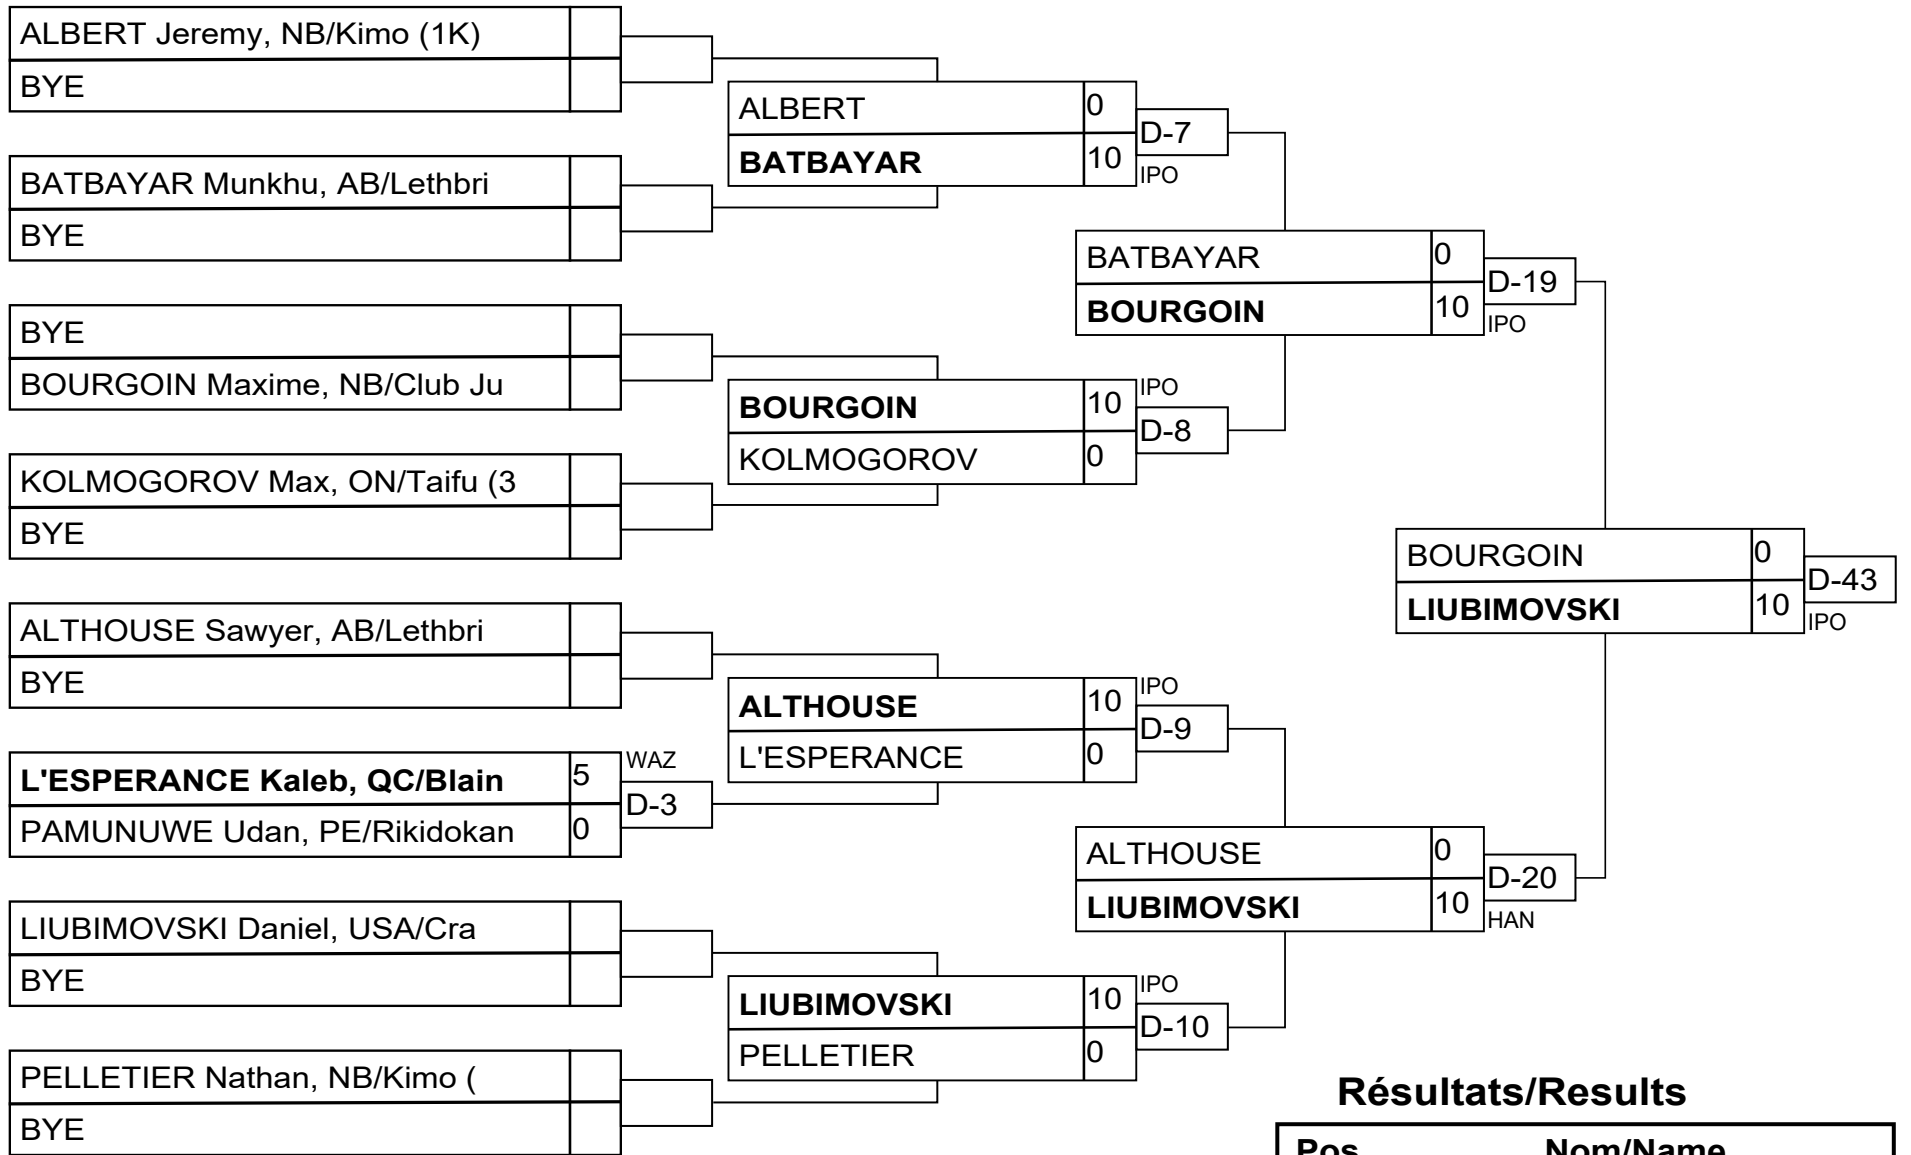 ALBERT Jeremy, NB/Kimo (1K)
BYE
BATBAYAR Munkhu, AB/Lethbri
BYE
BYE
BOURGOIN Maxime, NB/Club Ju
KOLMOGOROV Max, ON/Taifu (3
BYE
ALTHOUSE Sawyer, AB/Lethbri
BYE
L'ESPERANCE Kaleb, QC/Blain 5 WAZ
D-3
PAMUNUWE Udan, PE/Rikidokan 0
LIUBIMOVSKI Daniel, USA/Cra
BYE
PELLETIER Nathan, NB/Kimo (
BYE
ALBERT 0
D-7
BATBAYAR 10 IPO
BOURGOIN 10 IPO
D-8
KOLMOGOROV 0
ALTHOUSE 10 IPO
D-9
L'ESPERANCE 0
LIUBIMOVSKI 10 IPO
D-10
PELLETIER 0
BATBAYAR 0
D-19
BOURGOIN 10 IPO
ALTHOUSE 0
D-20
LIUBIMOVSKI 10 HAN
BOURGOIN 0
D-43
LIUBIMOVSKI 10 IPO
Résultats/Results
Pos Nom/Name